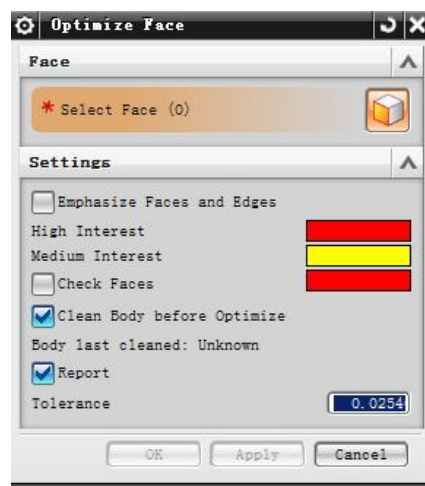 Optimize Face
Face
* Select Face (0)
Settings
Emphasize Faces and Edges
High Interest
Medium Interest
Check Faces
Clean Body before Optimize
Body last cleaned: Unknown
Report
Tolerance 0.0254
OK Apply Cancel